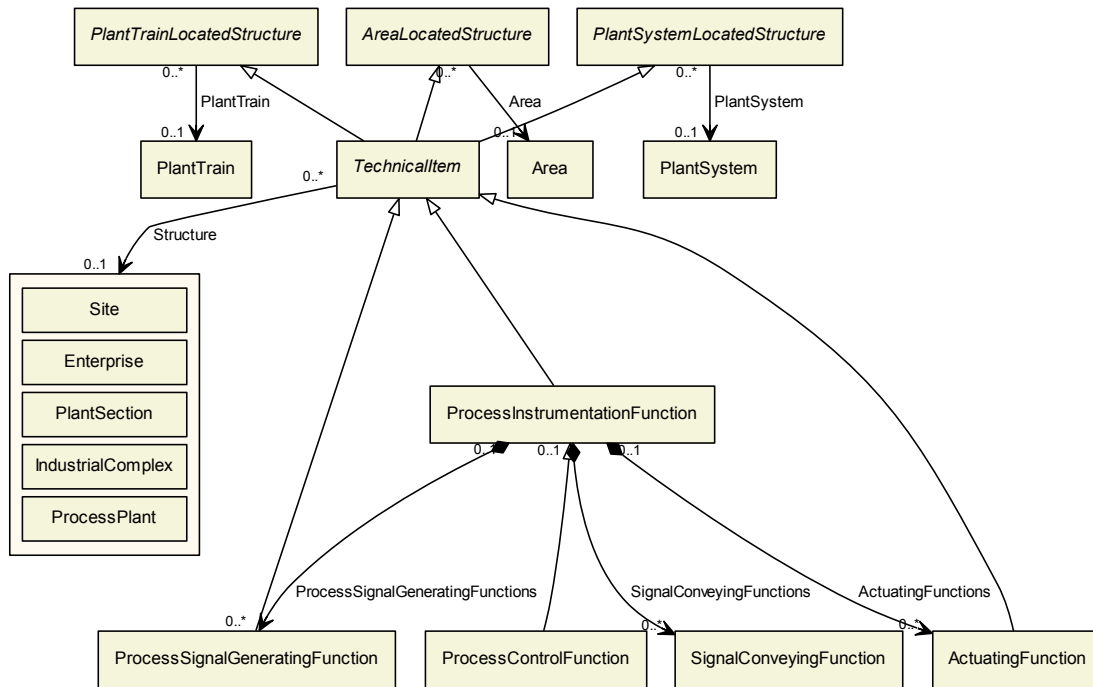 PlantTrainLocatedStructure
AreaLocatedStructure
PlantSystemLocatedStructure
0..*
0..*
0..*
PlantTrain
Area
PlantSystem
0..1
0..1
0..1
PlantTrain
TechnicalItem
Area
PlantSystem
0..*
Structure
0..1
Site
Enterprise
PlantSection
IndustrialComplex
ProcessPlant
ProcessInstrumentationFunction
0..1
0..1
0..1
ProcessSignalGeneratingFunctions
SignalConveyingFunctions
ActuatingFunctions
0..*
0..*
0..*
ProcessSignalGeneratingFunction
ProcessControlFunction
SignalConveyingFunction
ActuatingFunction